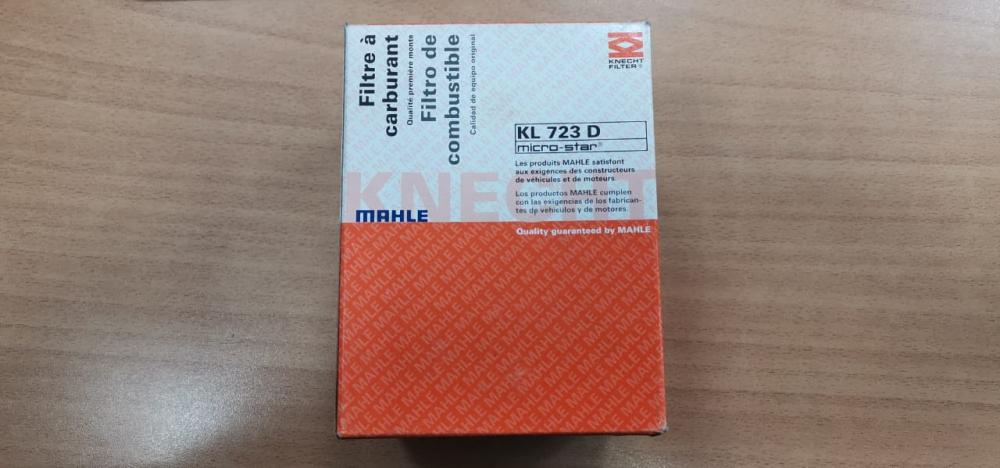 Filtre à
carburant
Qualité première monte
Filtro de
combustible
Calidad de equipo original
KNECHT
FILTER®
KL 723 D
micro-star®
Les produits MAHLE satisfont
aux exigences des constructeurs
de véhicules et de moteurs.
Los productos MAHLE cumplen
con las exigencias de los fabrican-
tes de vehículos y de motores.
KNECHT
MAHLE
Quality guaranteed by MAHLE